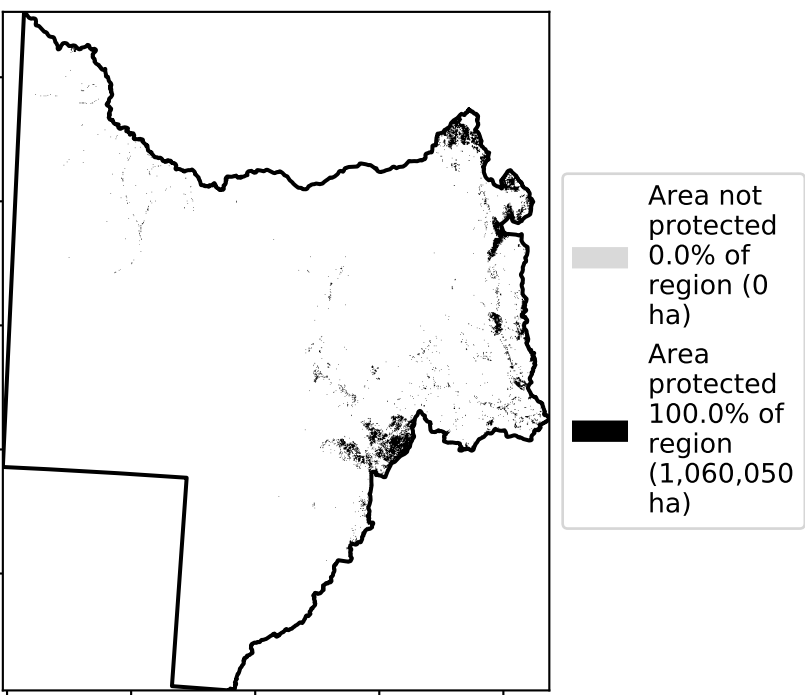 Area not
protected
0.0% of
region (0
ha)
Area
protected
100.0% of
region
(1,060,050
ha)